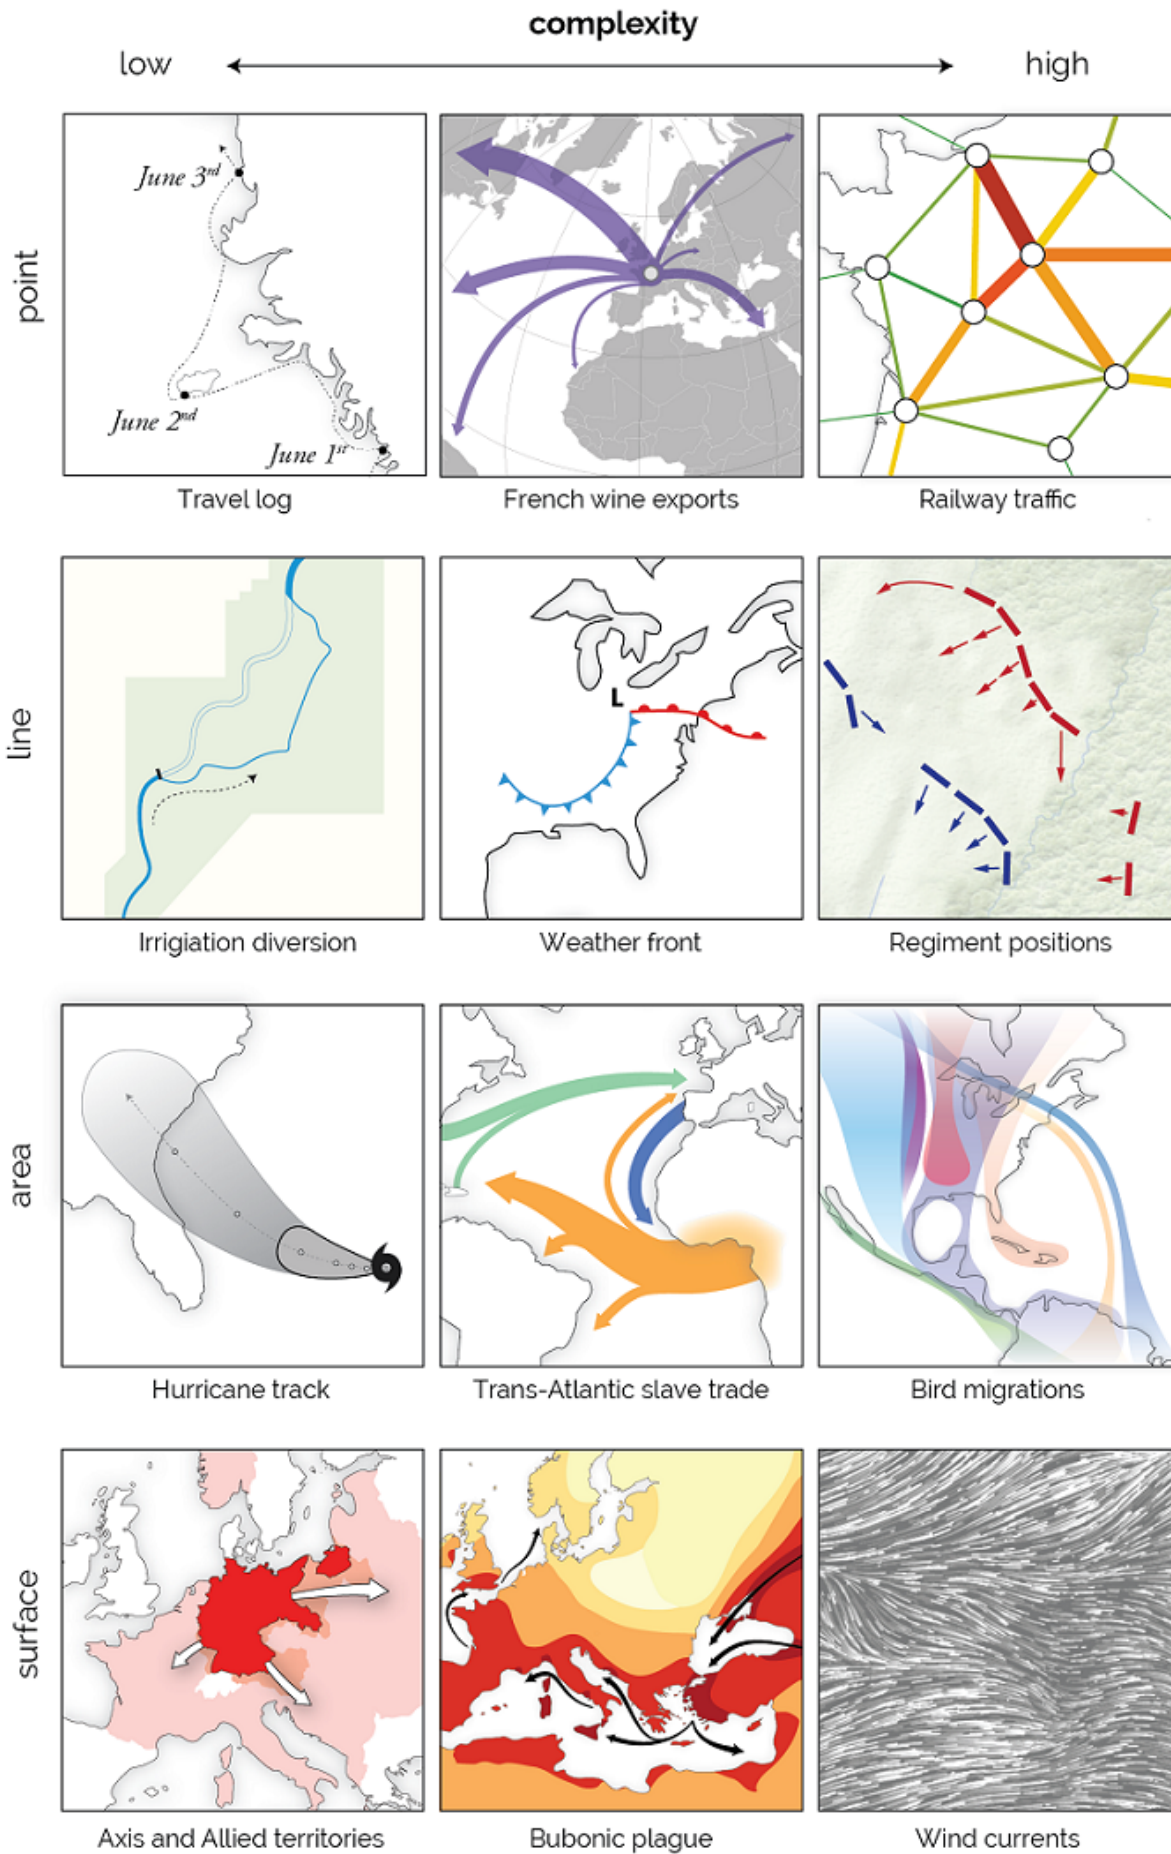 complexity
low high
point
June 3rd
June 2nd
June 1st
Travel log French wine exports Railway traffic
line
L
Irrigiation diversion Weather front Regiment positions
area
Hurricane track Trans-Atlantic slave trade Bird migrations
surface
Axis and Allied territories Bubonic plague Wind currents